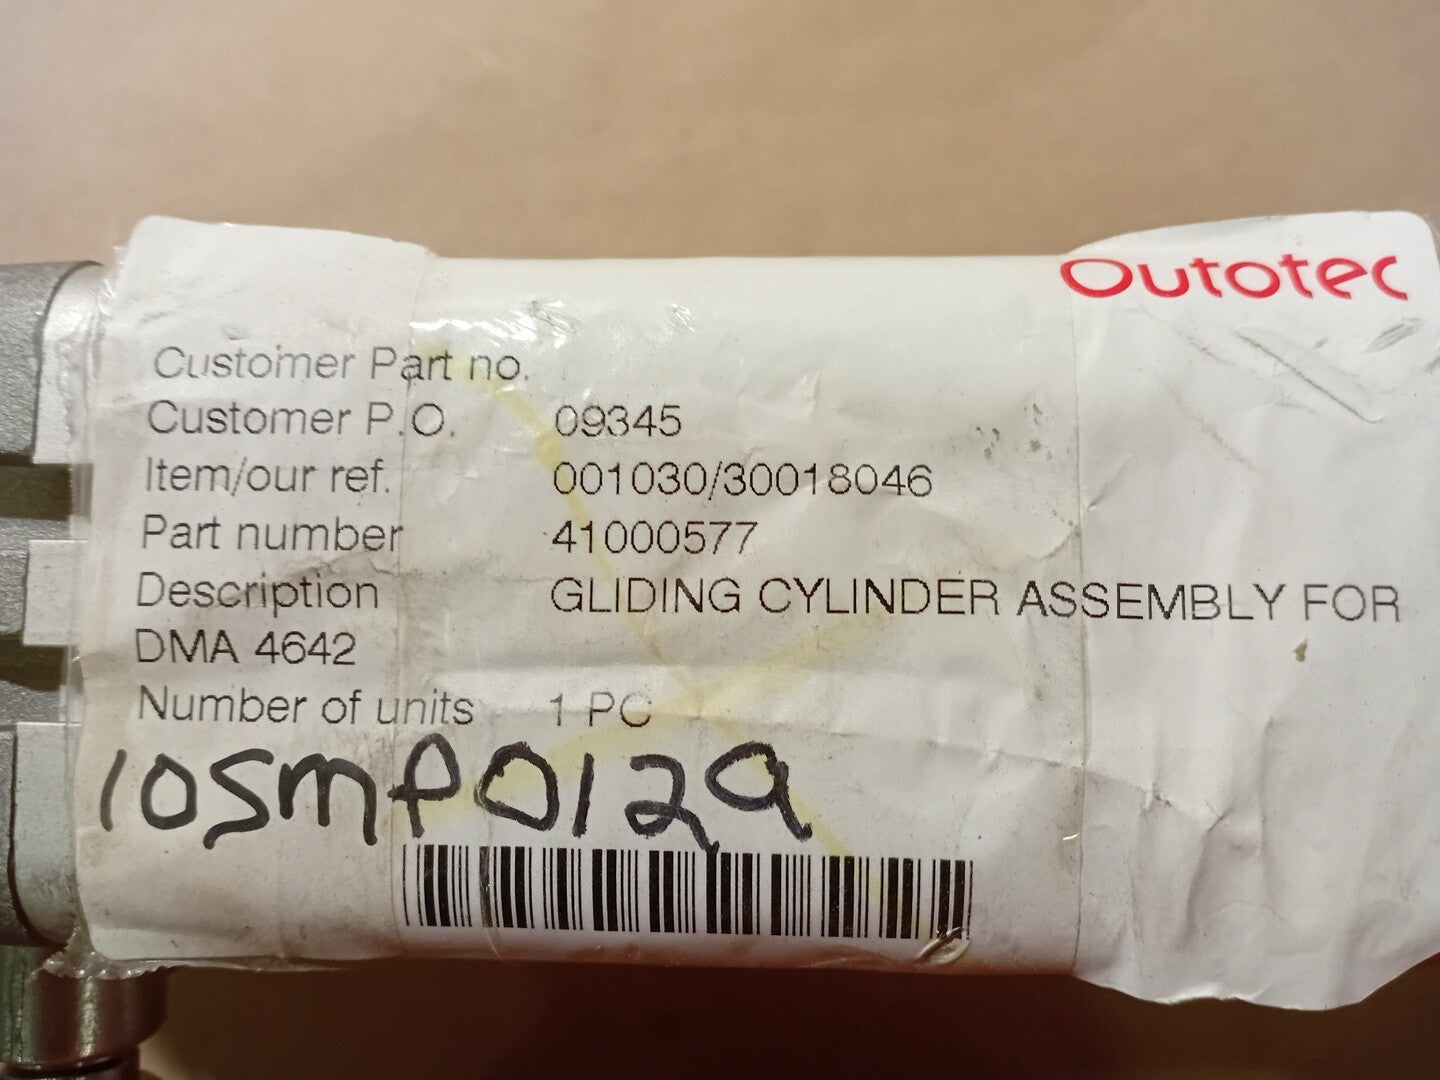 Outotec
Customer Part no.
Customer P.O. 09345
Item/our ref. 001030/30018046
Part number 41000577
Description GLIDING CYLINDER ASSEMBLY FOR
DMA 4642
Number of units 1 PC
10SMP0129